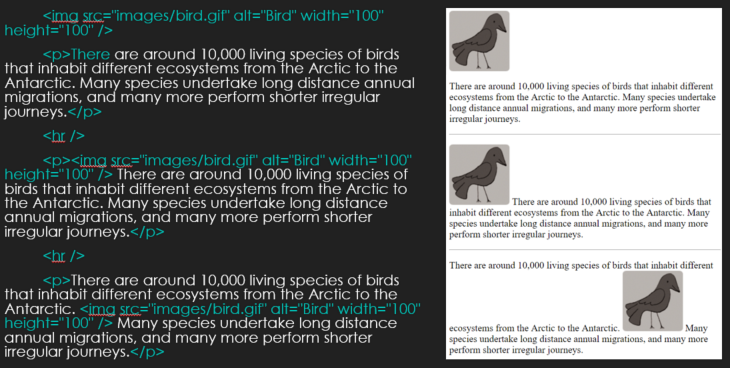 <img src="images/bird.gif" alt="Bird" width="100"
height="100" />
<p>There are around 10,000 living species of birds
that inhabit different ecosystems from the Arctic to the
Antarctic. Many species undertake long distance annual
migrations, and many more perform shorter irregular
journeys.</p>
<hr />
<p><img src="images/bird.gif" alt="Bird" width="100"
height="100" /> There are around 10,000 living species of
birds that inhabit different ecosystems from the Arctic to
the Antarctic. Many species undertake long distance
annual migrations, and many more perform shorter
irregular journeys.</p>
<hr />
<p>There are around 10,000 living species of birds
that inhabit different ecosystems from the Arctic to the
Antarctic. <img src="images/bird.gif" alt="Bird" width="100"
height="100" /> Many species undertake long distance
annual migrations, and many more perform shorter
irregular journeys.</p>
There are around 10,000 living species of birds that inhabit different
ecosystems from the Arctic to the Antarctic. Many species undertake
long distance annual migrations, and many more perform shorter
irregular journeys.
There are around 10,000 living species of birds that
inhabit different ecosystems from the Arctic to the Antarctic. Many
species undertake long distance annual migrations, and many more
perform shorter irregular journeys.
There are around 10,000 living species of birds that inhabit different
ecosystems from the Arctic to the Antarctic. Many
species undertake long distance annual migrations, and many more
perform shorter irregular journeys.